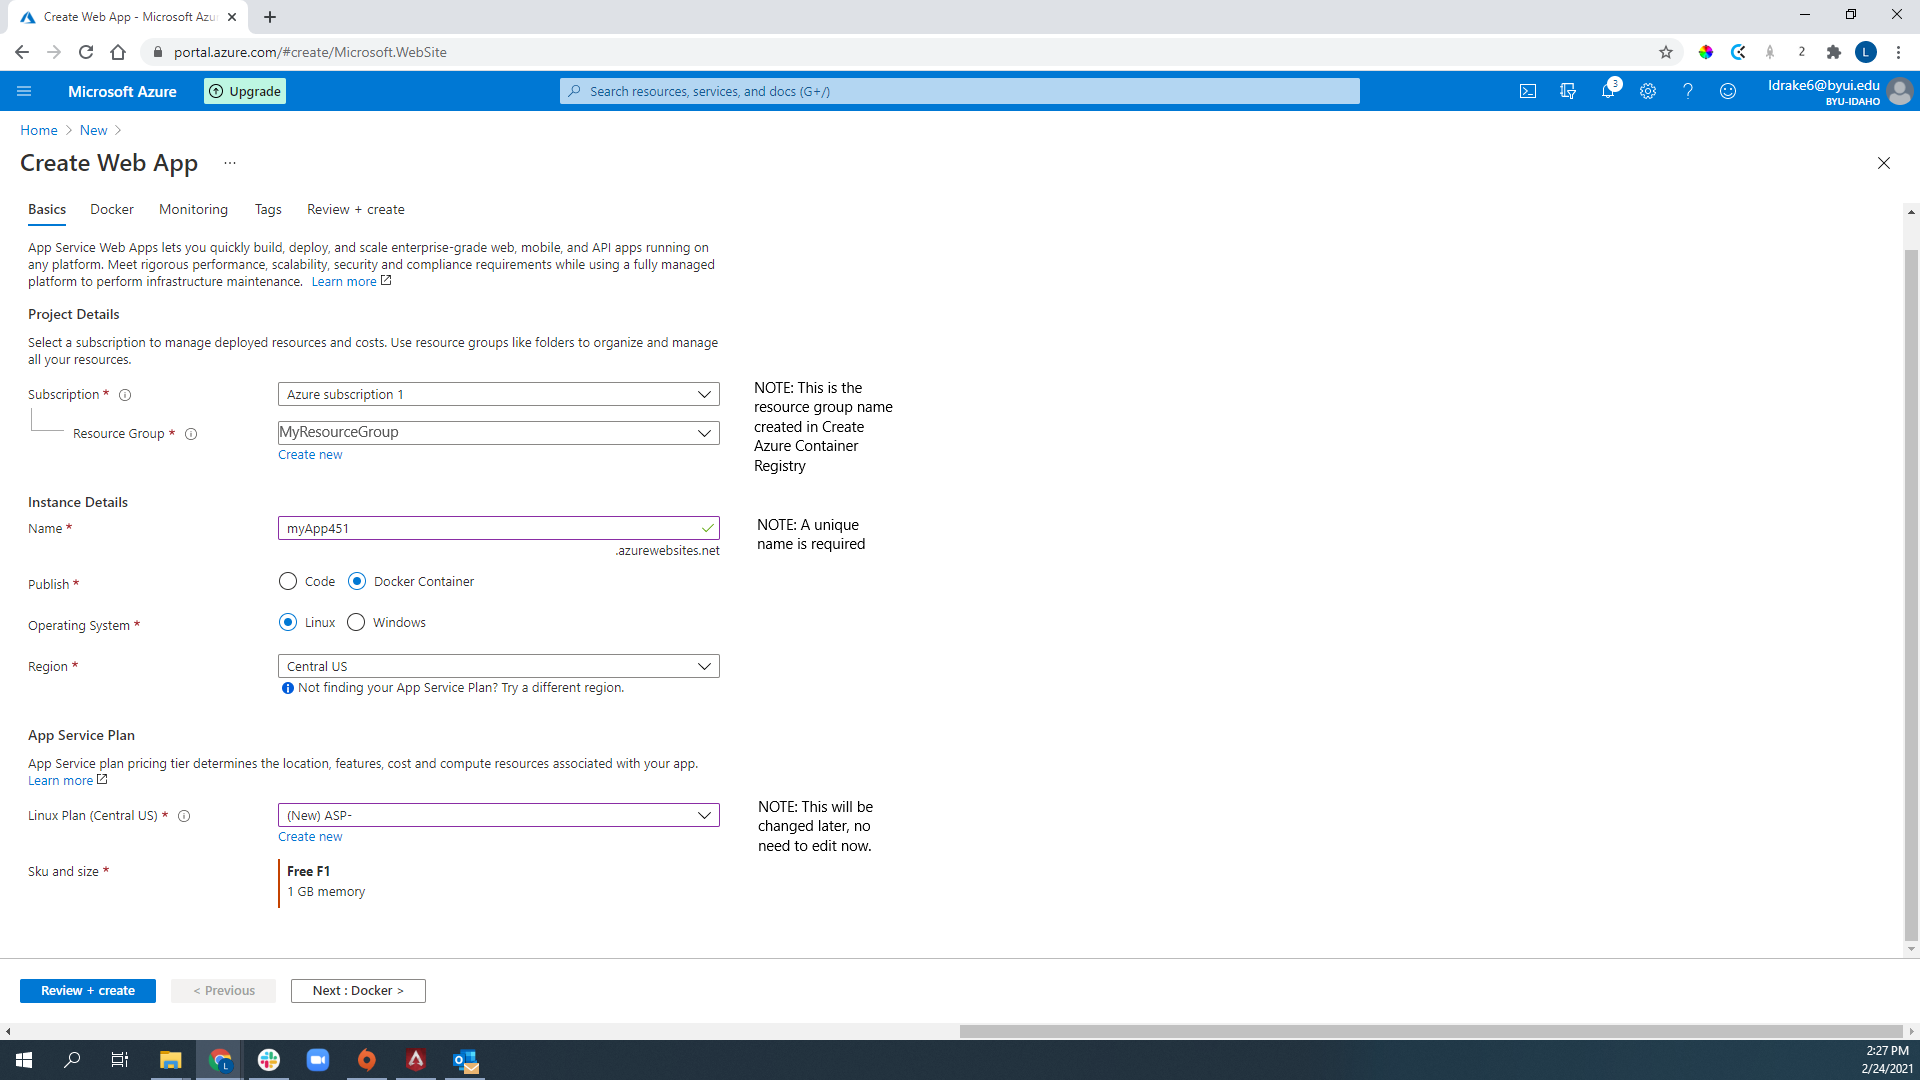 Create Web App - Microsoft Azu
portal.azure.com/#create/Microsoft.WebSite
2
L
Microsoft Azure
Upgrade
Search resources, services, and docs (G+/)
3
ldrake6@byui.edu
BYU-IDAHO
Home > New >
Create Web App ...
Basics Docker Monitoring Tags Review + create
App Service Web Apps lets you quickly build, deploy, and scale enterprise-grade web, mobile, and API apps running on
any platform. Meet rigorous performance, scalability, security and compliance requirements while using a fully managed
platform to perform infrastructure maintenance. Learn more
Project Details
Select a subscription to manage deployed resources and costs. Use resource groups like folders to organize and manage
all your resources.
Subscription *
Azure subscription 1
Resource Group *
MyResourceGroup
Create new
NOTE: This is the
resource group name
created in Create
Azure Container
Registry
Instance Details
Name *
myApp451
.azurewebsites.net
NOTE: A unique
name is required
Publish *
Code Docker Container
Operating System *
Linux Windows
Region *
Central US
Not finding your App Service Plan? Try a different region.
App Service Plan
App Service plan pricing tier determines the location, features, cost and compute resources associated with your app.
Learn more
Linux Plan (Central US) *
(New) ASP-
Create new
NOTE: This will be
changed later, no
need to edit now.
Sku and size *
Free F1
1 GB memory
Review + create
< Previous
Next : Docker >
2:27 PM
2/24/2021